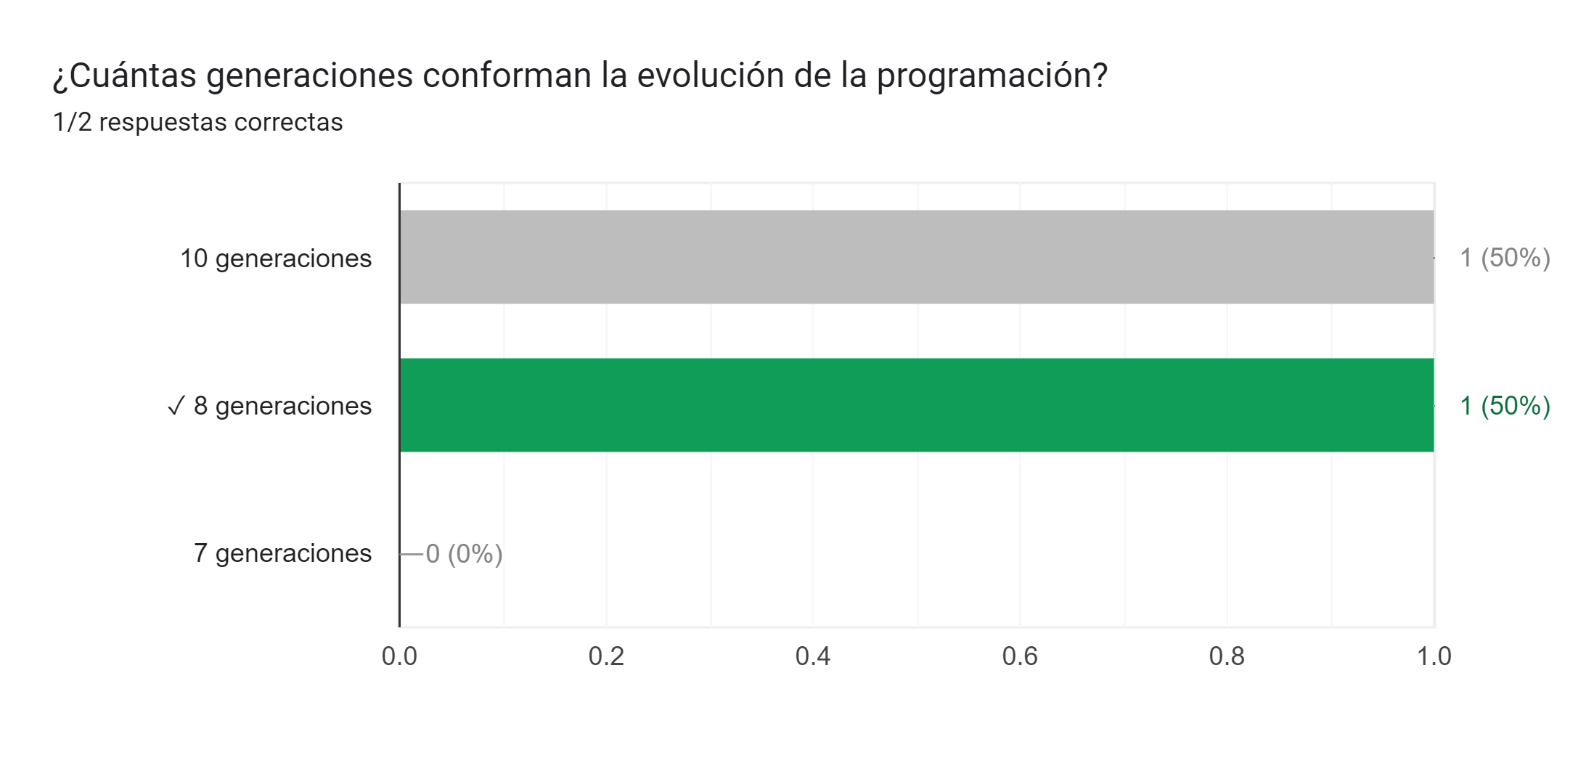 ¿Cuántas generaciones conforman la evolución de la programación?
1/2 respuestas correctas
10 generaciones
1 (50%)
✓ 8 generaciones
1 (50%)
7 generaciones
0 (0%)
0.0 0.2 0.4 0.6 0.8 1.0